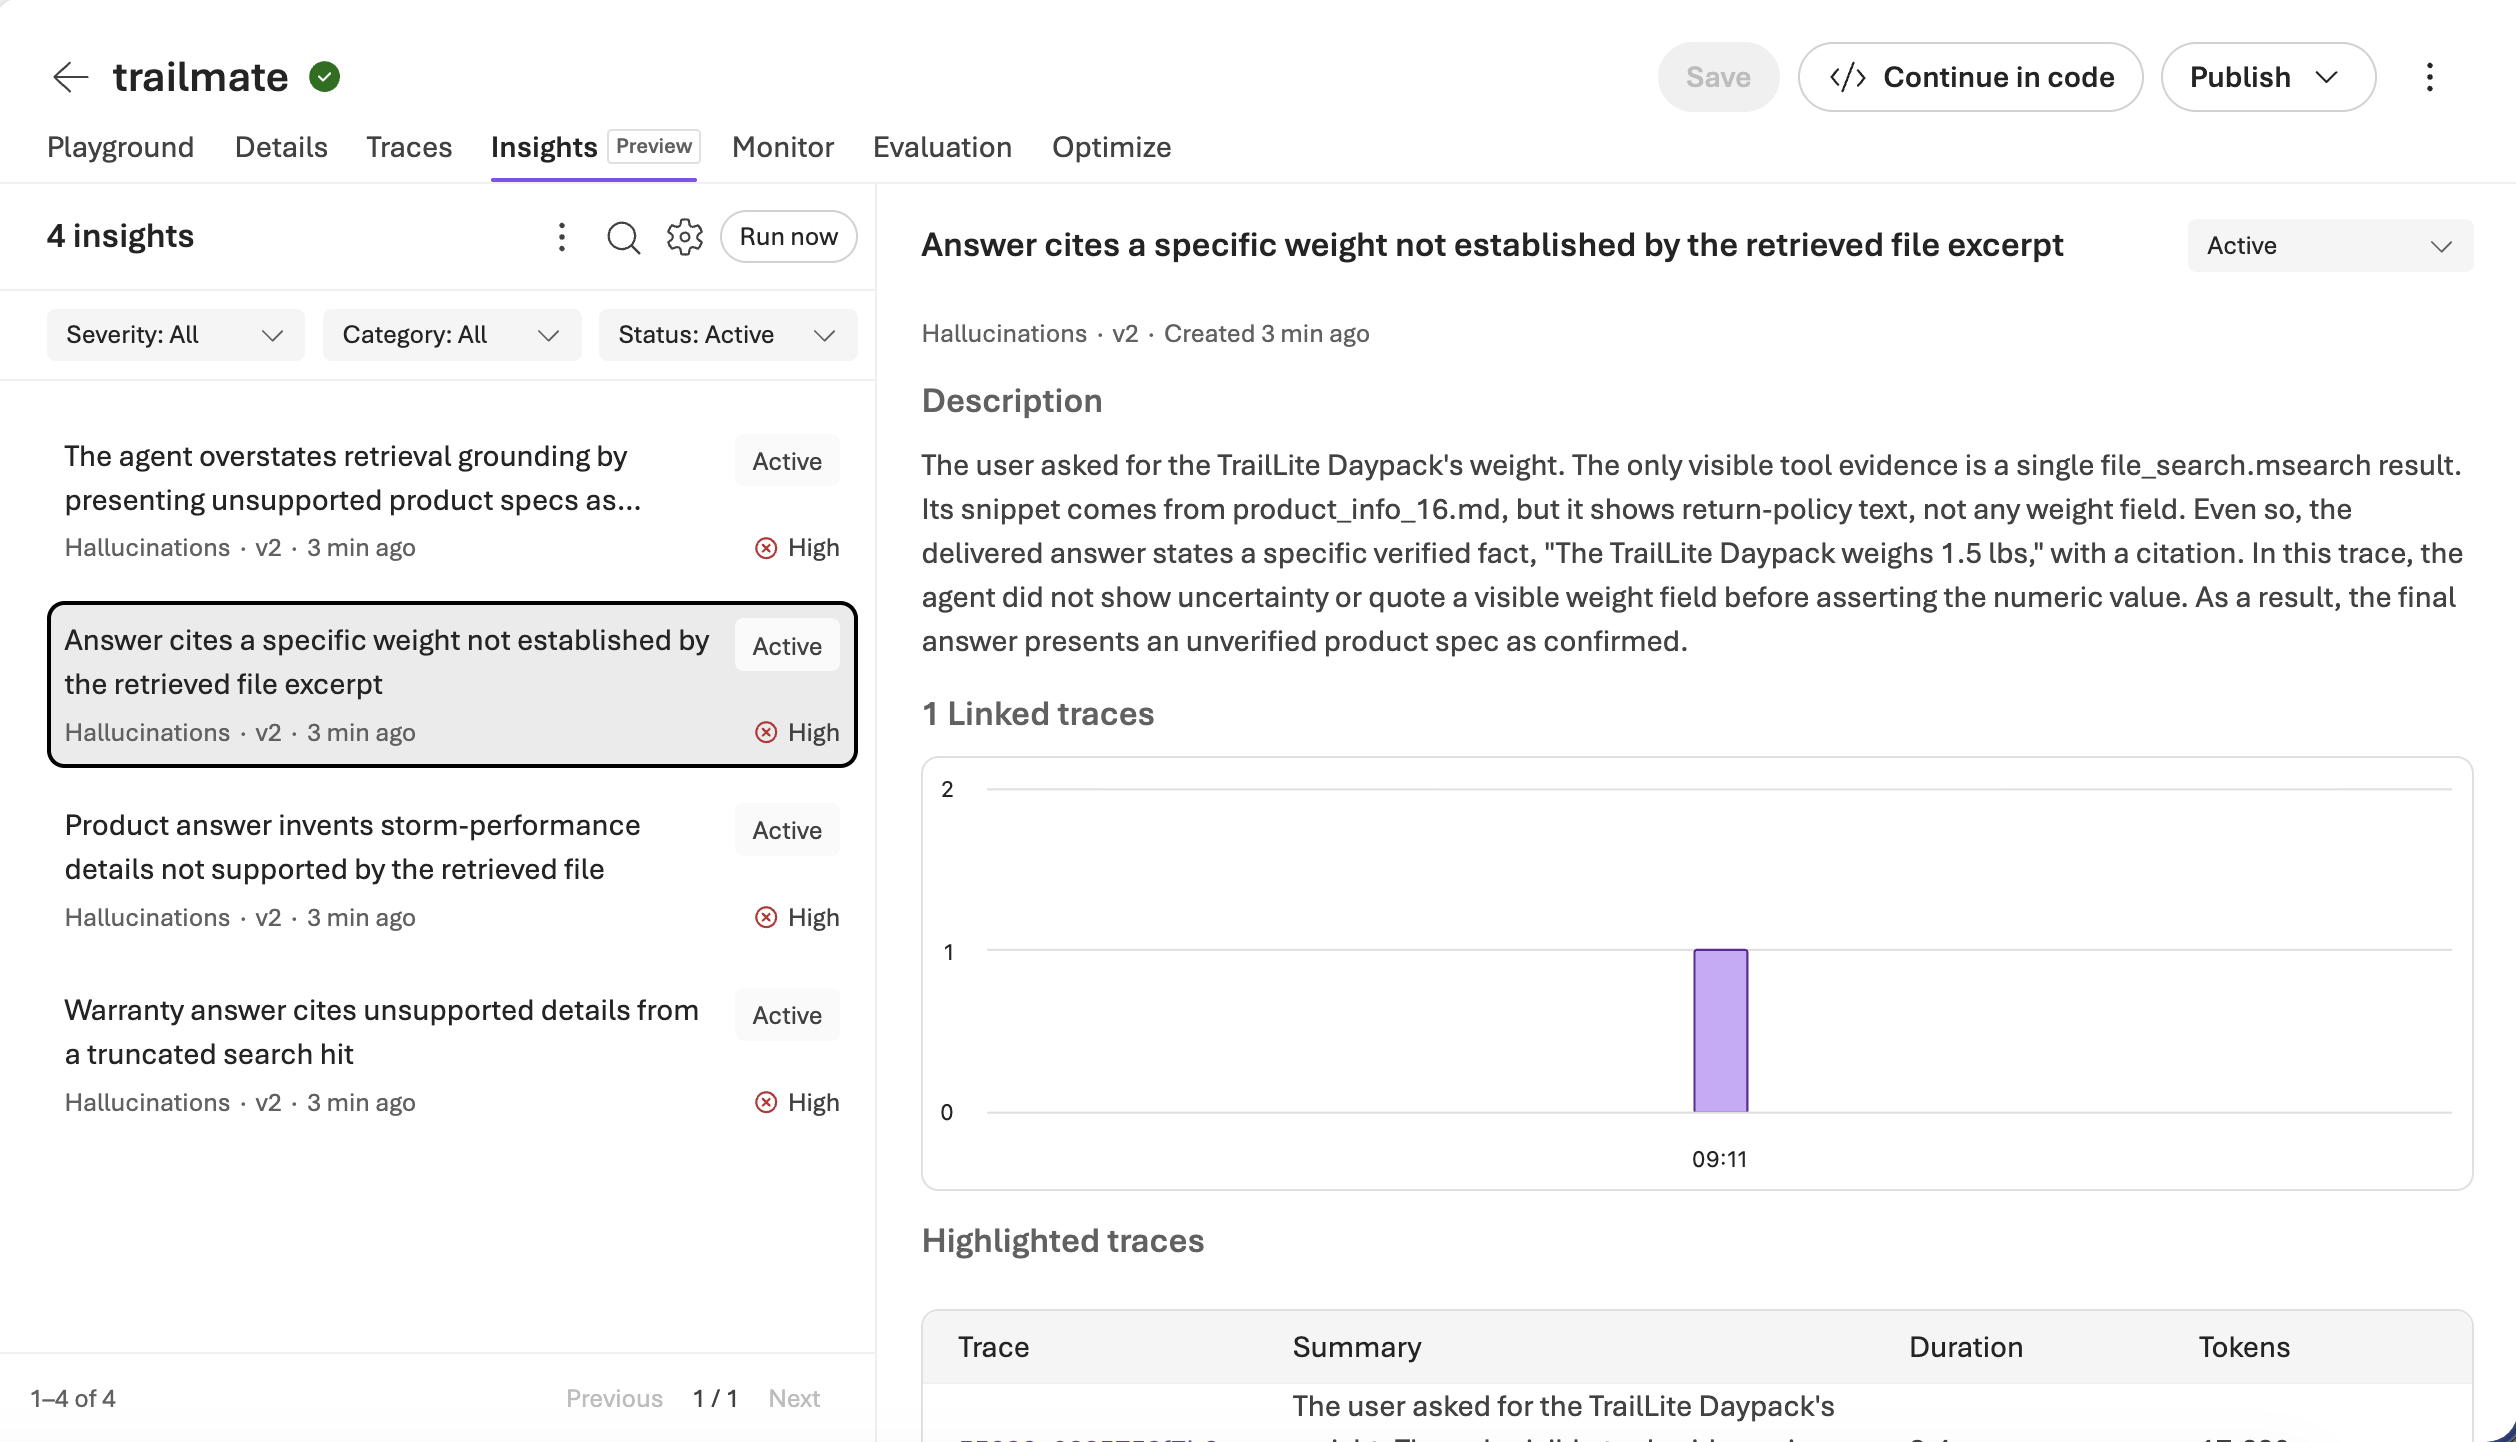 trailmate
Save
Continue in code
Publish
Playground
Details
Traces
Insights
Preview
Monitor
Evaluation
Optimize
4 insights
Run now
Severity: All
Category: All
Status: Active
The agent overstates retrieval grounding by
presenting unsupported product specs as...
Active
Hallucinations · v2 · 3 min ago
High
Answer cites a specific weight not established by
the retrieved file excerpt
Active
Hallucinations · v2 · 3 min ago
High
Product answer invents storm-performance
details not supported by the retrieved file
Active
Hallucinations · v2 · 3 min ago
High
Warranty answer cites unsupported details from
a truncated search hit
Active
Hallucinations · v2 · 3 min ago
High
1–4 of 4
Previous
1 / 1
Next
Answer cites a specific weight not established by the retrieved file excerpt
Active
Hallucinations · v2 · Created 3 min ago
Description
The user asked for the TrailLite Daypack's weight. The only visible tool evidence is a single file_search.msearch result.
Its snippet comes from product_info_16.md, but it shows return-policy text, not any weight field. Even so, the
delivered answer states a specific verified fact, "The TrailLite Daypack weighs 1.5 lbs," with a citation. In this trace, the
agent did not show uncertainty or quote a visible weight field before asserting the numeric value. As a result, the final
answer presents an unverified product spec as confirmed.
1 Linked traces
2
1
0
09:11
Highlighted traces
Trace
Summary
Duration
Tokens
The user asked for the TrailLite Daypack's